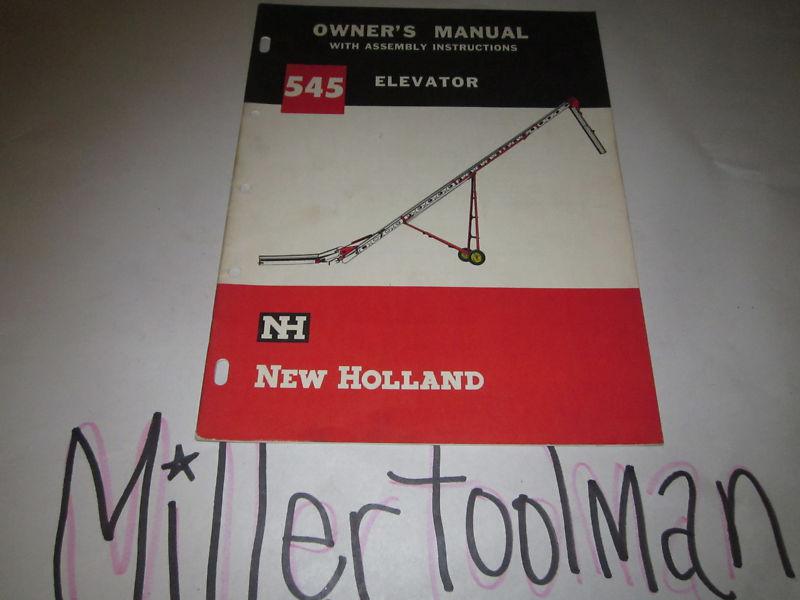 OWNER'S MANUAL
WITH ASSEMBLY INSTRUCTIONS
545 ELEVATOR
NH
NEW HOLLAND
Millertoolman